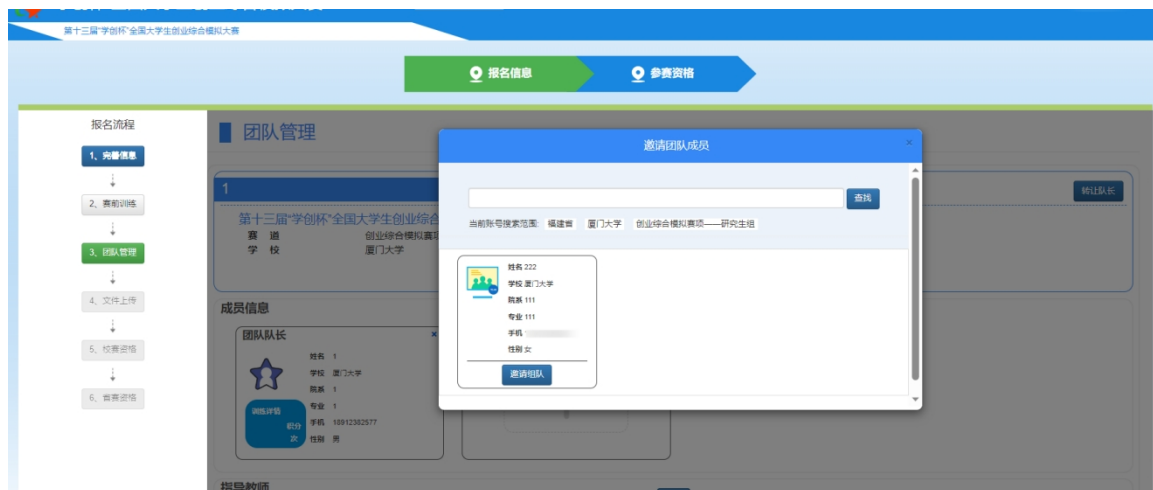 第十三届“学创杯”全国大学生创业综合模拟大赛
报名信息
参赛资格
报名流程
1、完善信息
2、赛前训练
3、团队管理
4、文件上传
5、校赛资格
6、省赛资格
团队管理
1
转让队长
第十三届“学创杯”全国大学生创业综合
赛 道 创业综合模拟赛项
学 校 厦门大学
成员信息
团队队长
×
姓名 1
学校 厦门大学
院系 1
专业 1
手机 18912382577
性别 男
训练详情
积分
次
指导教师
邀请团队成员
×
查找
当前账号搜索范围: 福建省 厦门大学 创业综合模拟赛项——研究生组
姓名 222
学校 厦门大学
院系 111
专业 111
手机
性别 女
邀请组队